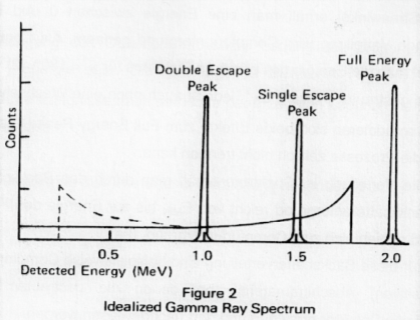 Full Energy
Peak
Double Escape
Peak
Single Escape
Peak
Counts
0.5
1.0
1.5
2.0
Detected Energy (MeV)
Figure 2
Idealized Gamma Ray Spectrum